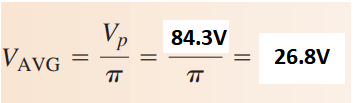 V_AVG = V_p/π = 84.3V/π = 26.8V